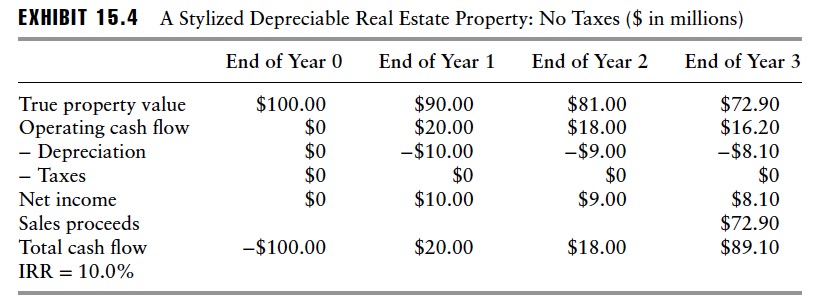 EXHIBIT 15.4 A Stylized Depreciable Real Estate Property: No Taxes ($ in millions)
End of Year 0 End of Year 1 End of Year 2 End of Year 3
True property value $100.00 $90.00 $81.00 $72.90
Operating cash flow $0 $20.00 $18.00 $16.20
– Depreciation $0 –$10.00 –$9.00 –$8.10
– Taxes $0 $0 $0 $0
Net income $0 $10.00 $9.00 $8.10
Sales proceeds $72.90
Total cash flow –$100.00 $20.00 $18.00 $89.10
IRR = 10.0%